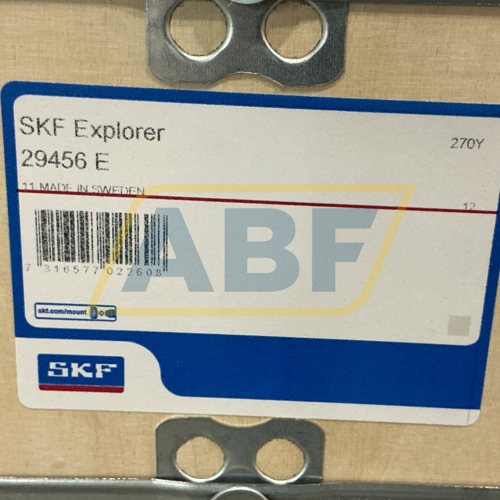 SKF Explorer
270Y
29456 E
11 MADE IN SWEDEN
12
ABF
7 316577 022608
skf.com/mount
SKF